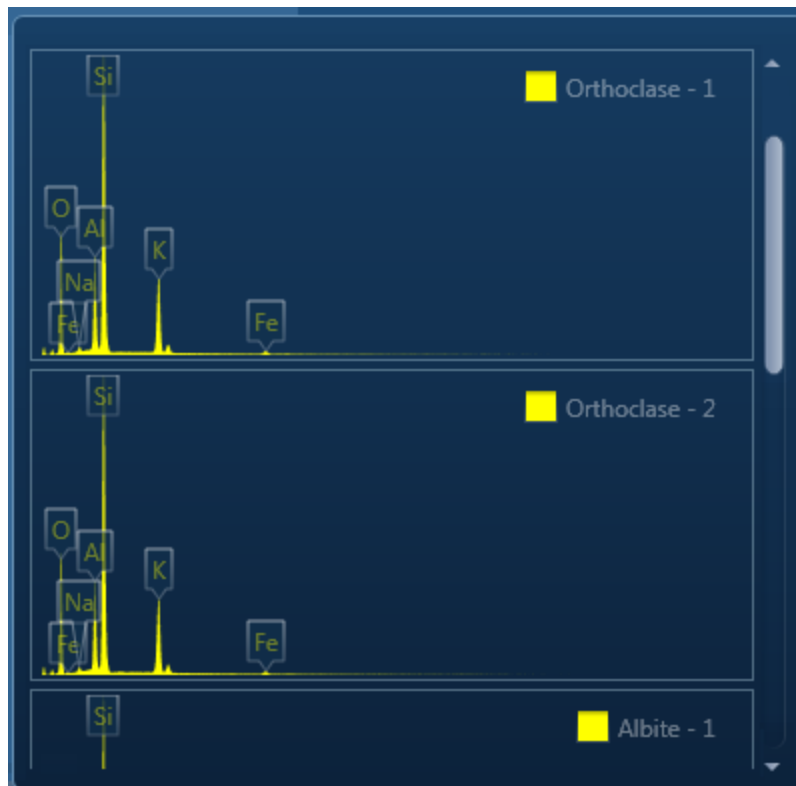 Si
Orthoclase - 1
O
Al
K
Na
Fe
Fe
Si
Orthoclase - 2
O
Al
K
Na
Fe
Fe
Si
Albite - 1